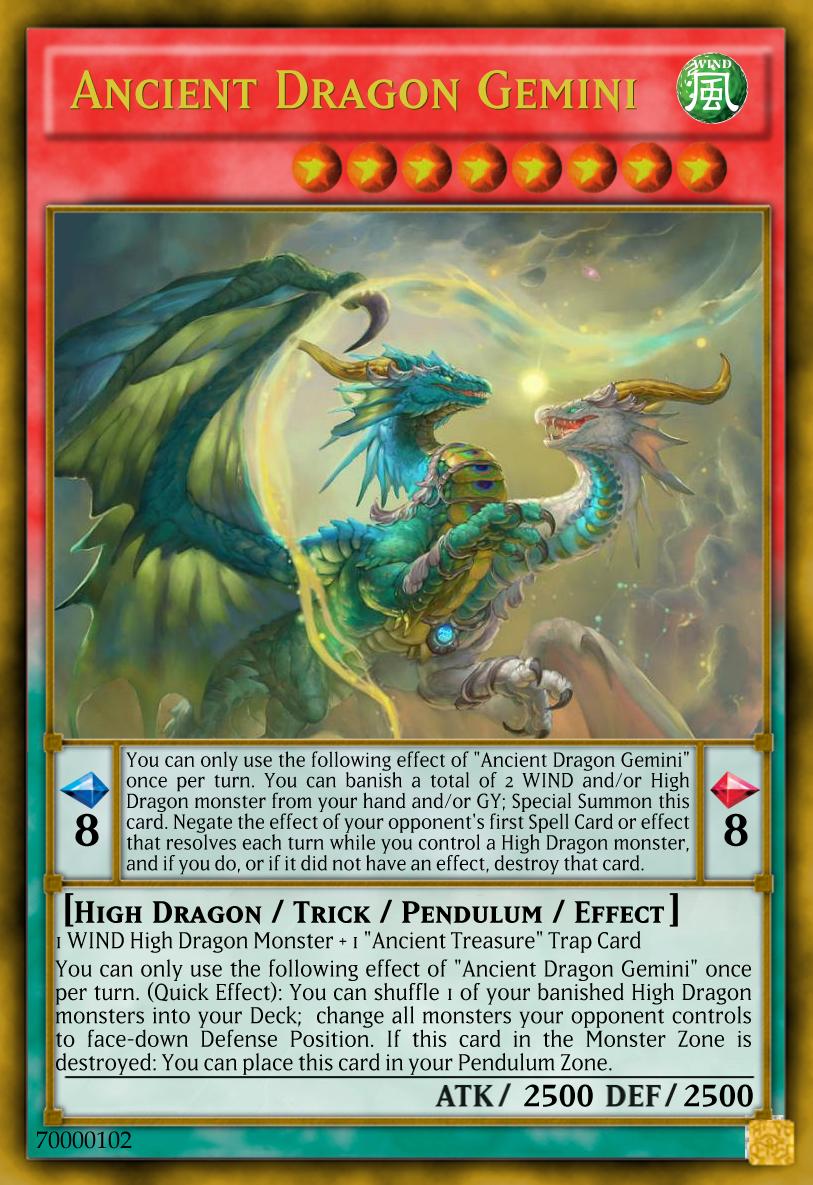 Ancient Dragon Gemini
WIND
風
8
8
You can only use the following effect of "Ancient Dragon Gemini"
once per turn. You can banish a total of 2 WIND and/or High
Dragon monster from your hand and/or GY; Special Summon this
card. Negate the effect of your opponent's first Spell Card or effect
that resolves each turn while you control a High Dragon monster,
and if you do, or if it did not have an effect, destroy that card.
[High Dragon / Trick / Pendulum / Effect]
1 WIND High Dragon Monster + 1 "Ancient Treasure" Trap Card
You can only use the following effect of "Ancient Dragon Gemini" once
per turn. (Quick Effect): You can shuffle 1 of your banished High Dragon
monsters into your Deck; change all monsters your opponent controls
to face-down Defense Position. If this card in the Monster Zone is
destroyed: You can place this card in your Pendulum Zone.
ATK/ 2500 DEF/2500
70000102